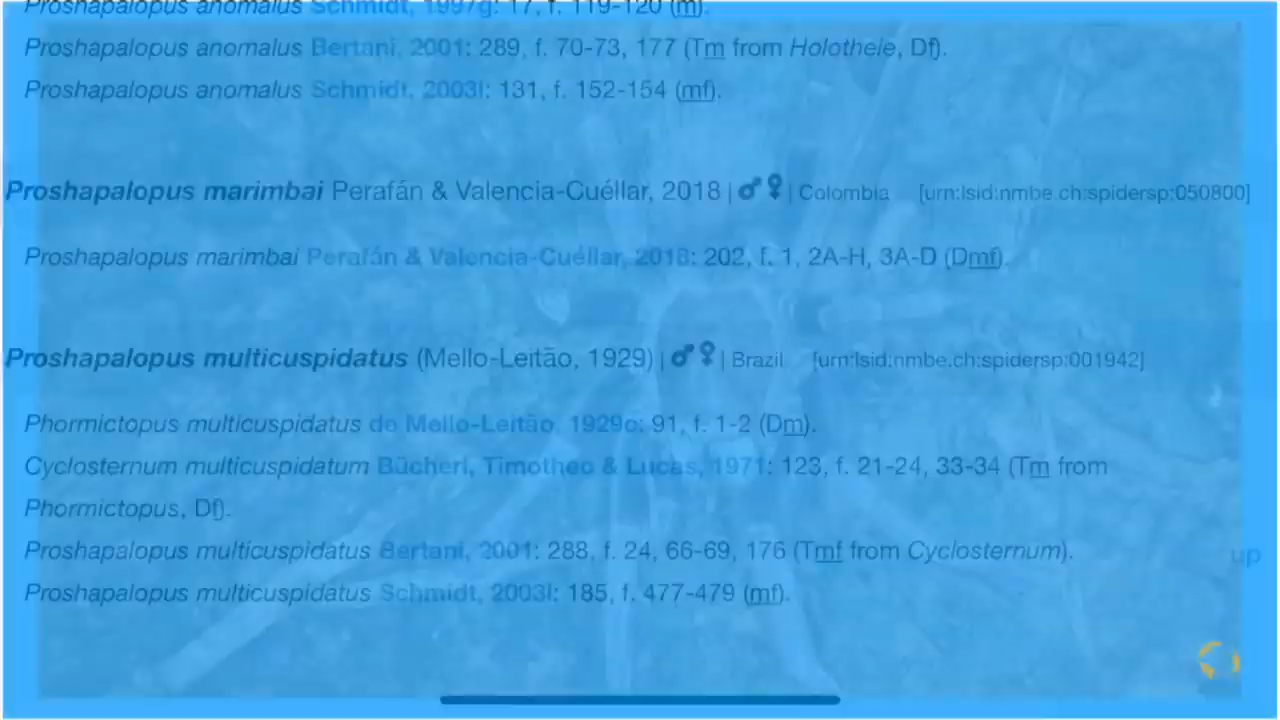 Proshapalopus anomalus Schmidt, 1997g: 17, f. 119-120 (m).
Proshapalopus anomalus Bertani, 2001: 289, f. 70-73, 177 (Tm from Holothele, Df).
Proshapalopus anomalus Schmidt, 2003l: 131, f. 152-154 (mf).
Proshapalopus marimbai Perafán & Valencia-Cuéllar, 2018 | ♂ ♀ | Colombia [urn:lsid:nmbe.ch:spidersp:050800]
Proshapalopus marimbai Perafán & Valencia-Cuéllar, 2018: 202, f. 1, 2A-H, 3A-D (Dmf).
Proshapalopus multicuspidatus (Mello-Leitão, 1929) | ♂ ♀ | Brazil [urn:lsid:nmbe.ch:spidersp:001942]
Phormictopus multicuspidatus de Mello-Leitão, 1929c: 91, f. 1-2 (Dm).
Cyclosternum multicuspidatum Bücherl, Timotheo & Lucas, 1971: 123, f. 21-24, 33-34 (Tm from
Phormictopus, Df).
Proshapalopus multicuspidatus Bertani, 2001: 288, f. 24, 66-69, 176 (Tmf from Cyclosternum).
up
Proshapalopus multicuspidatus Schmidt, 2003l: 185, f. 477-479 (mf).